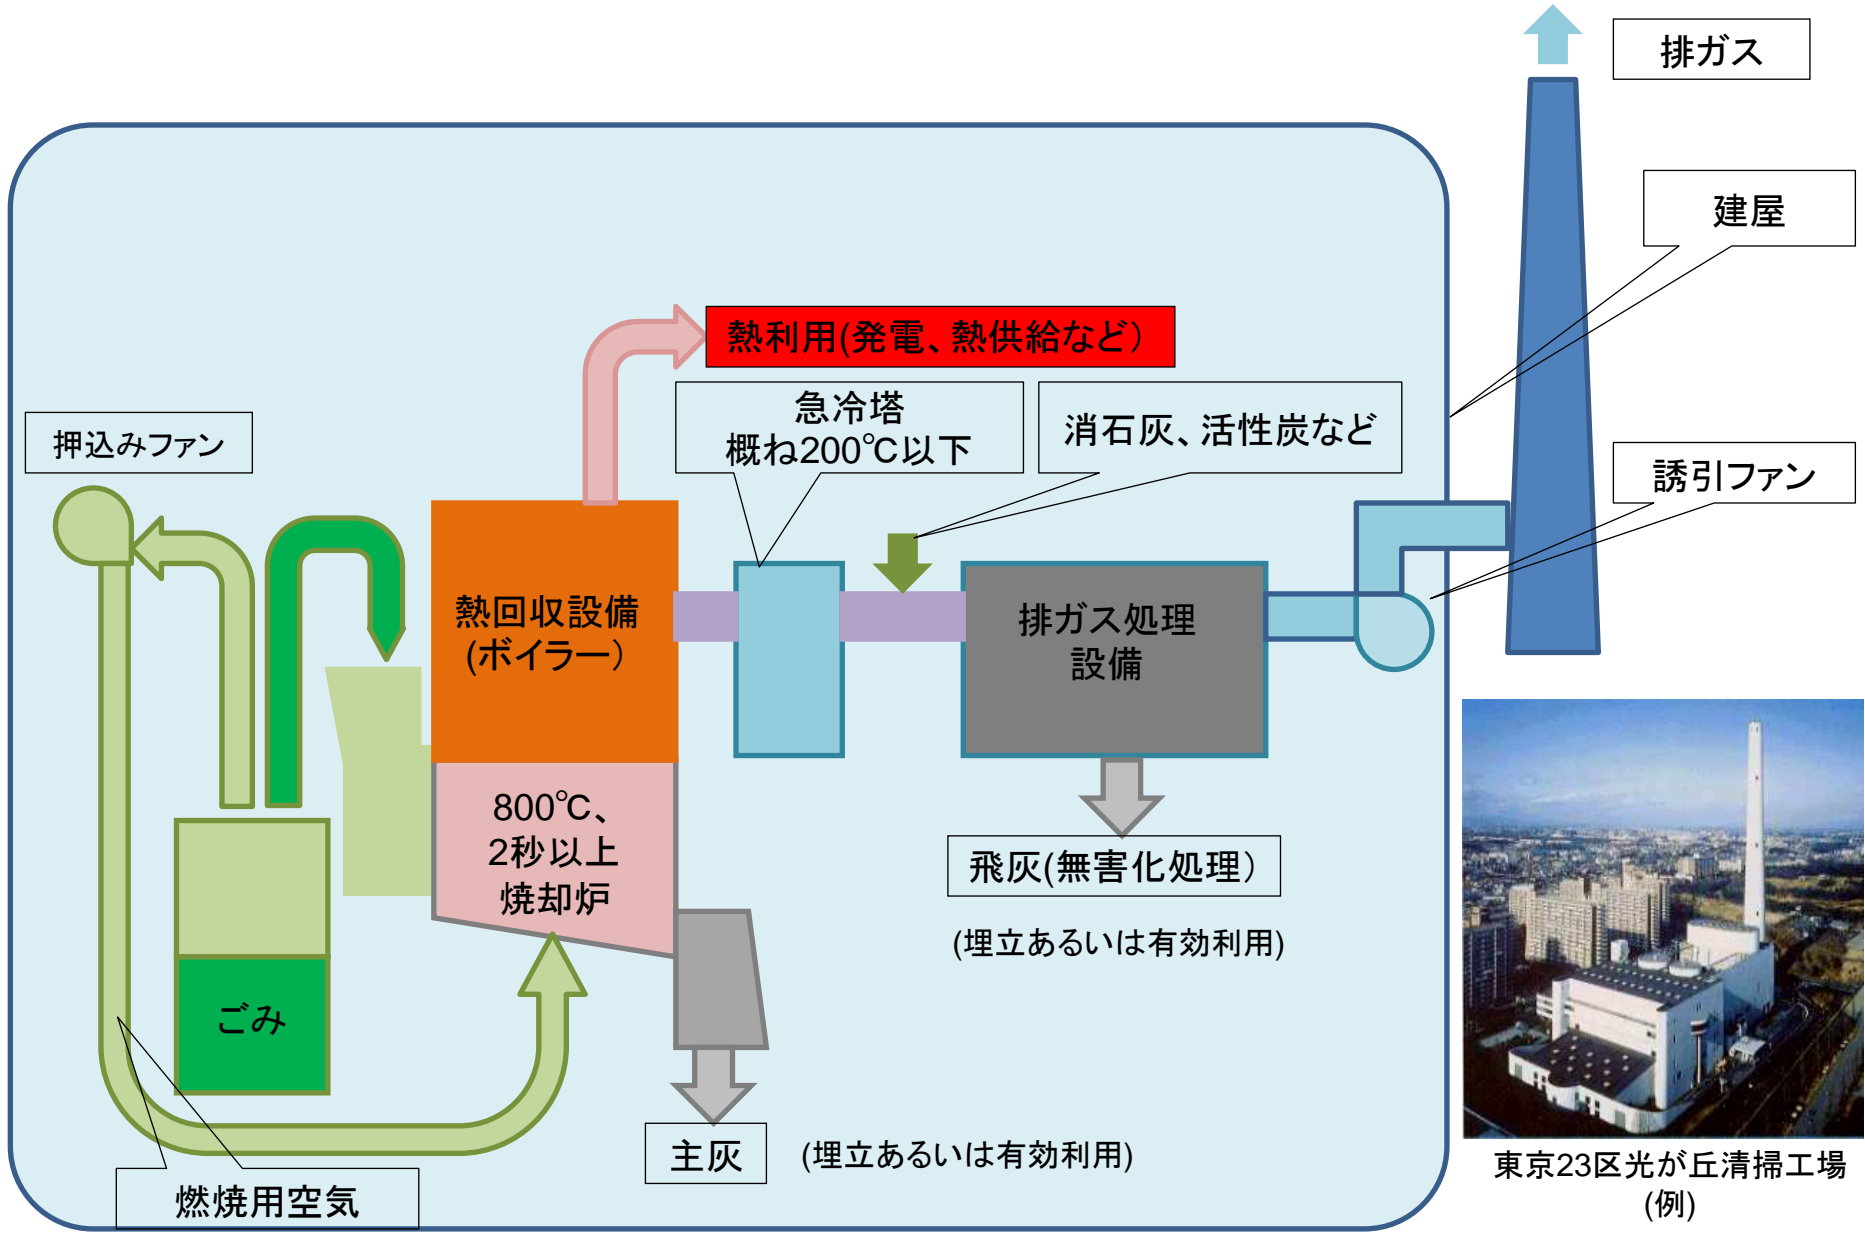 排ガス
建屋
熱利用(発電、熱供給など）
急冷塔
概ね200℃以下
消石灰、活性炭など
押込みファン
誘引ファン
熱回収設備
(ボイラー）
排ガス処理
設備
800℃、
2秒以上
焼却炉
飛灰(無害化処理）
(埋立あるいは有効利用)
ごみ
主灰
(埋立あるいは有効利用)
燃焼用空気
東京23区光が丘清掃工場
(例)